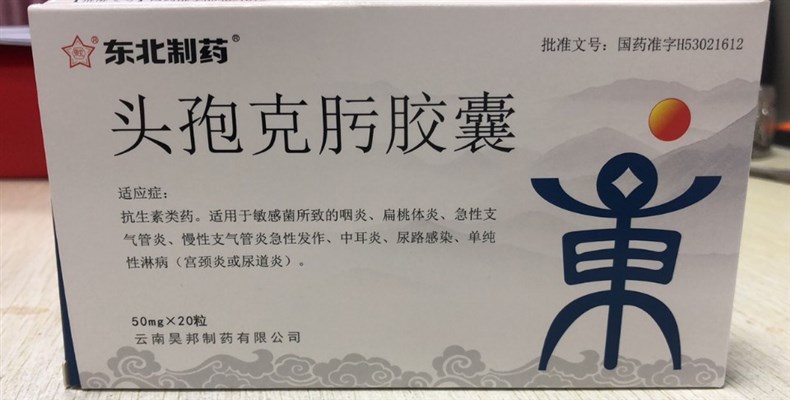 东北制药®
批准文号：国药准字H53021612
头孢克肟胶囊
适应症：
抗生素类药。适用于敏感菌所致的咽炎、扁桃体炎、急性支
气管炎、慢性支气管炎急性发作、中耳炎、尿路感染、单纯
性淋病（宫颈炎或尿道炎）。
50mg×20粒
云南昊邦制药有限公司